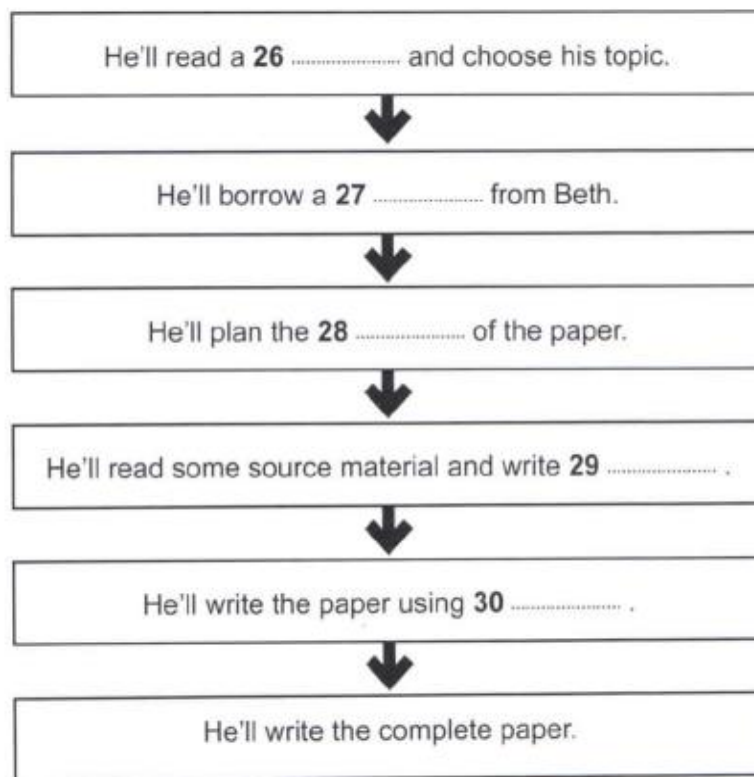 He'll read a 26 .................... and choose his topic.
He'll borrow a 27 .................... from Beth.
He'll plan the 28 .................... of the paper.
He'll read some source material and write 29 .................... .
He'll write the paper using 30 .................... .
He'll write the complete paper.